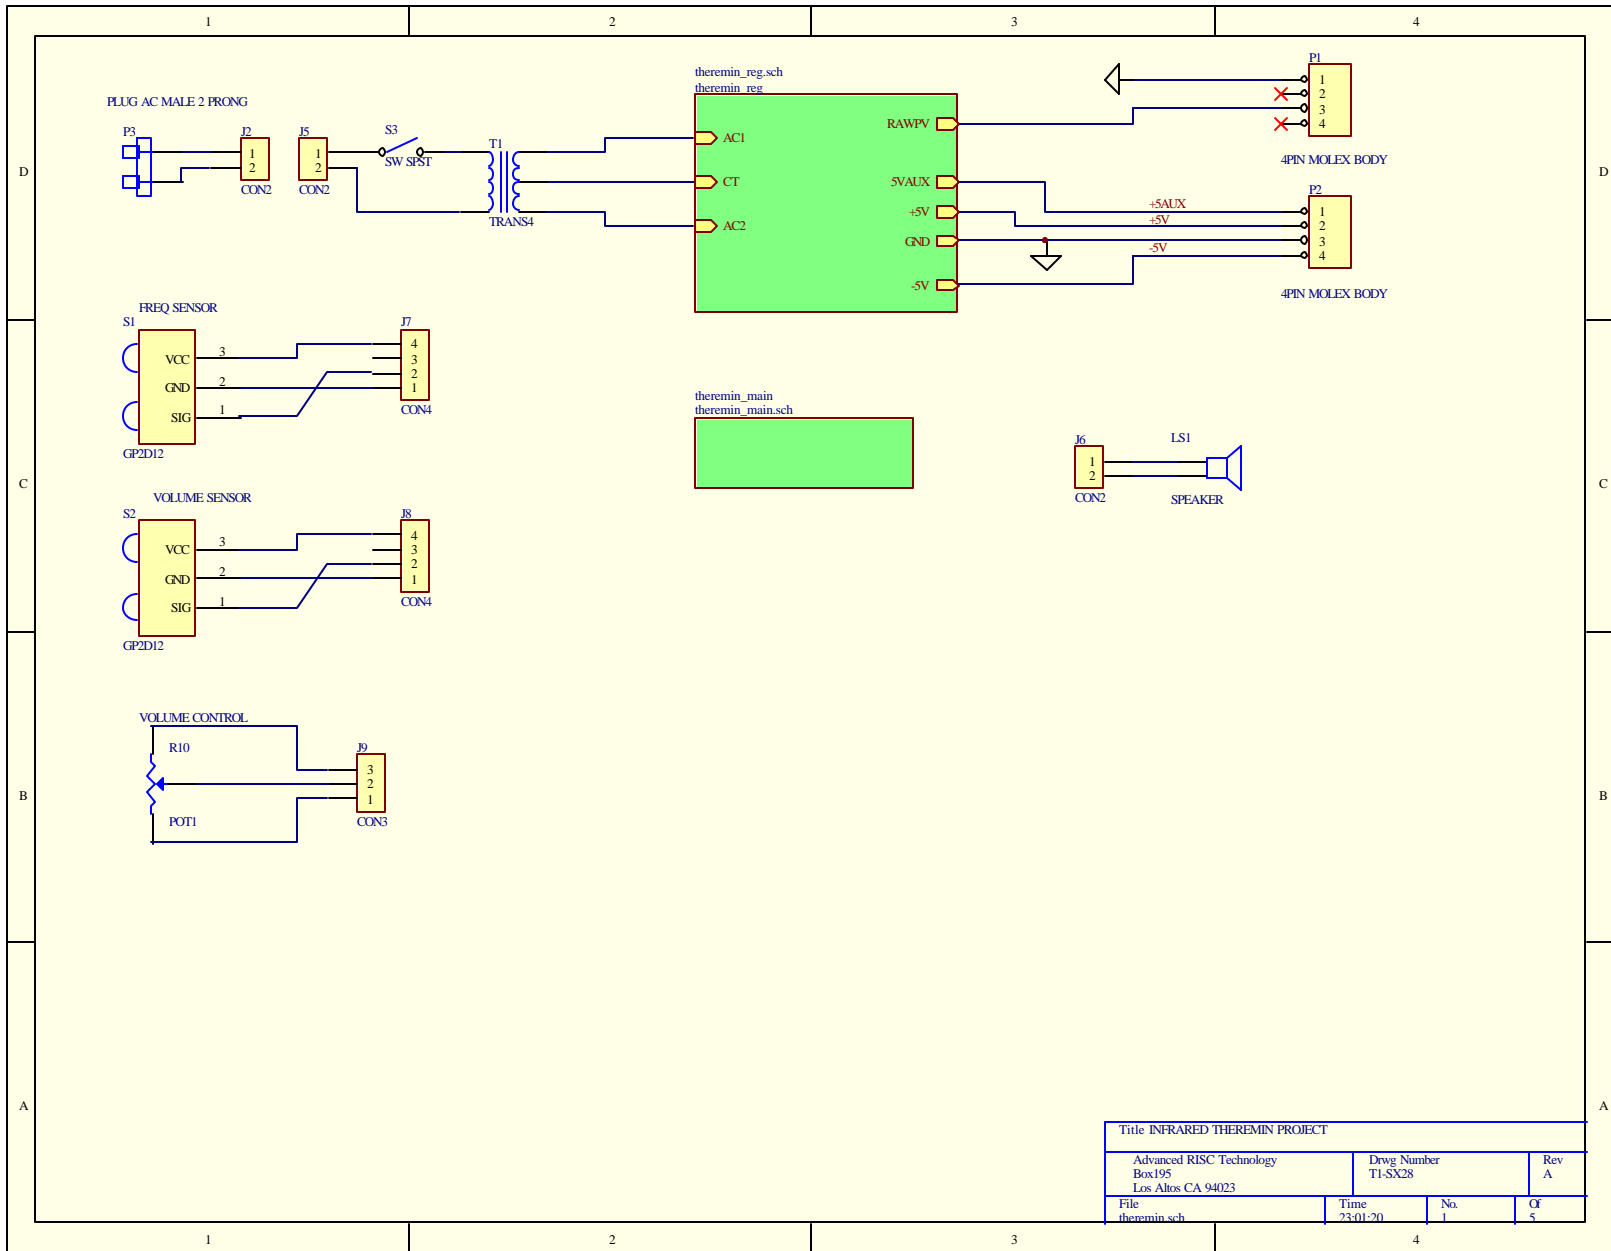 1 2 3 4
D
C
B
A
D
C
B
A
PLUG AC MALE 2 PRONG
P3
J2
1
2
CON2
J5
1
2
CON2
S3
SW SPST
T1
TRANS4
theremin_reg.sch
theremin_reg
AC1
CT
AC2
RAWPV
5VAUX
+5V
GND
-5V
+5AUX
+5V
-5V
P1
1
2
3
4
4PIN MOLEX BODY
P2
1
2
3
4
4PIN MOLEX BODY
FREQ SENSOR
S1
VCC 3
GND 2
SIG 1
GP2D12
J7
4
3
2
1
CON4
theremin_main
theremin_main.sch
J6
1
2
CON2
LS1
SPEAKER
VOLUME SENSOR
S2
VCC 3
GND 2
SIG 1
GP2D12
J8
4
3
2
1
CON4
VOLUME CONTROL
R10
POT1
J9
3
2
1
CON3
Title INFRARED THEREMIN PROJECT
Advanced RISC Technology
Box195
Los Altos CA 94023
Drwg Number
T1-SX28
Rev
A
File
theremin.sch
Time
23:01:20
No.
1
Of
5
1 2 3 4